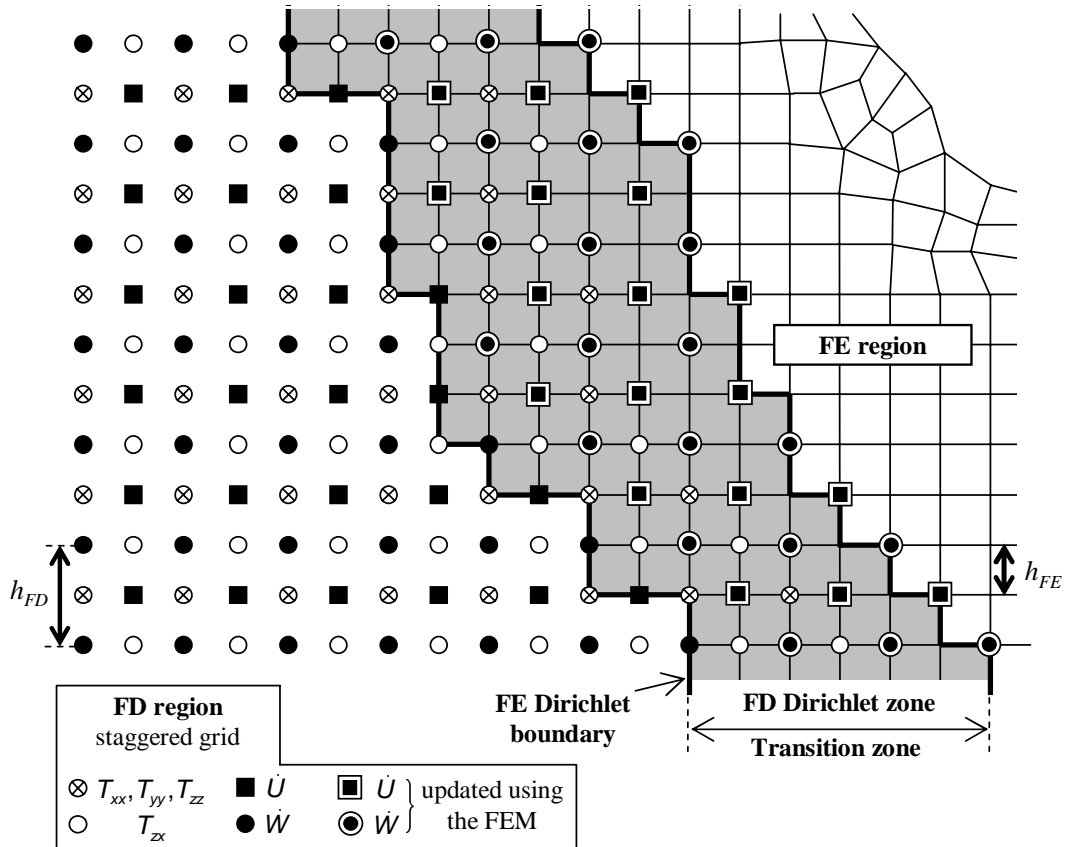 FE region
h_FD
h_FE
FE Dirichlet
boundary
FD Dirichlet zone
Transition zone
FD region
staggered grid
T_xx, T_yy, T_zz
U̇
U̇
updated using
T_zx
Ẇ
Ẇ
the FEM